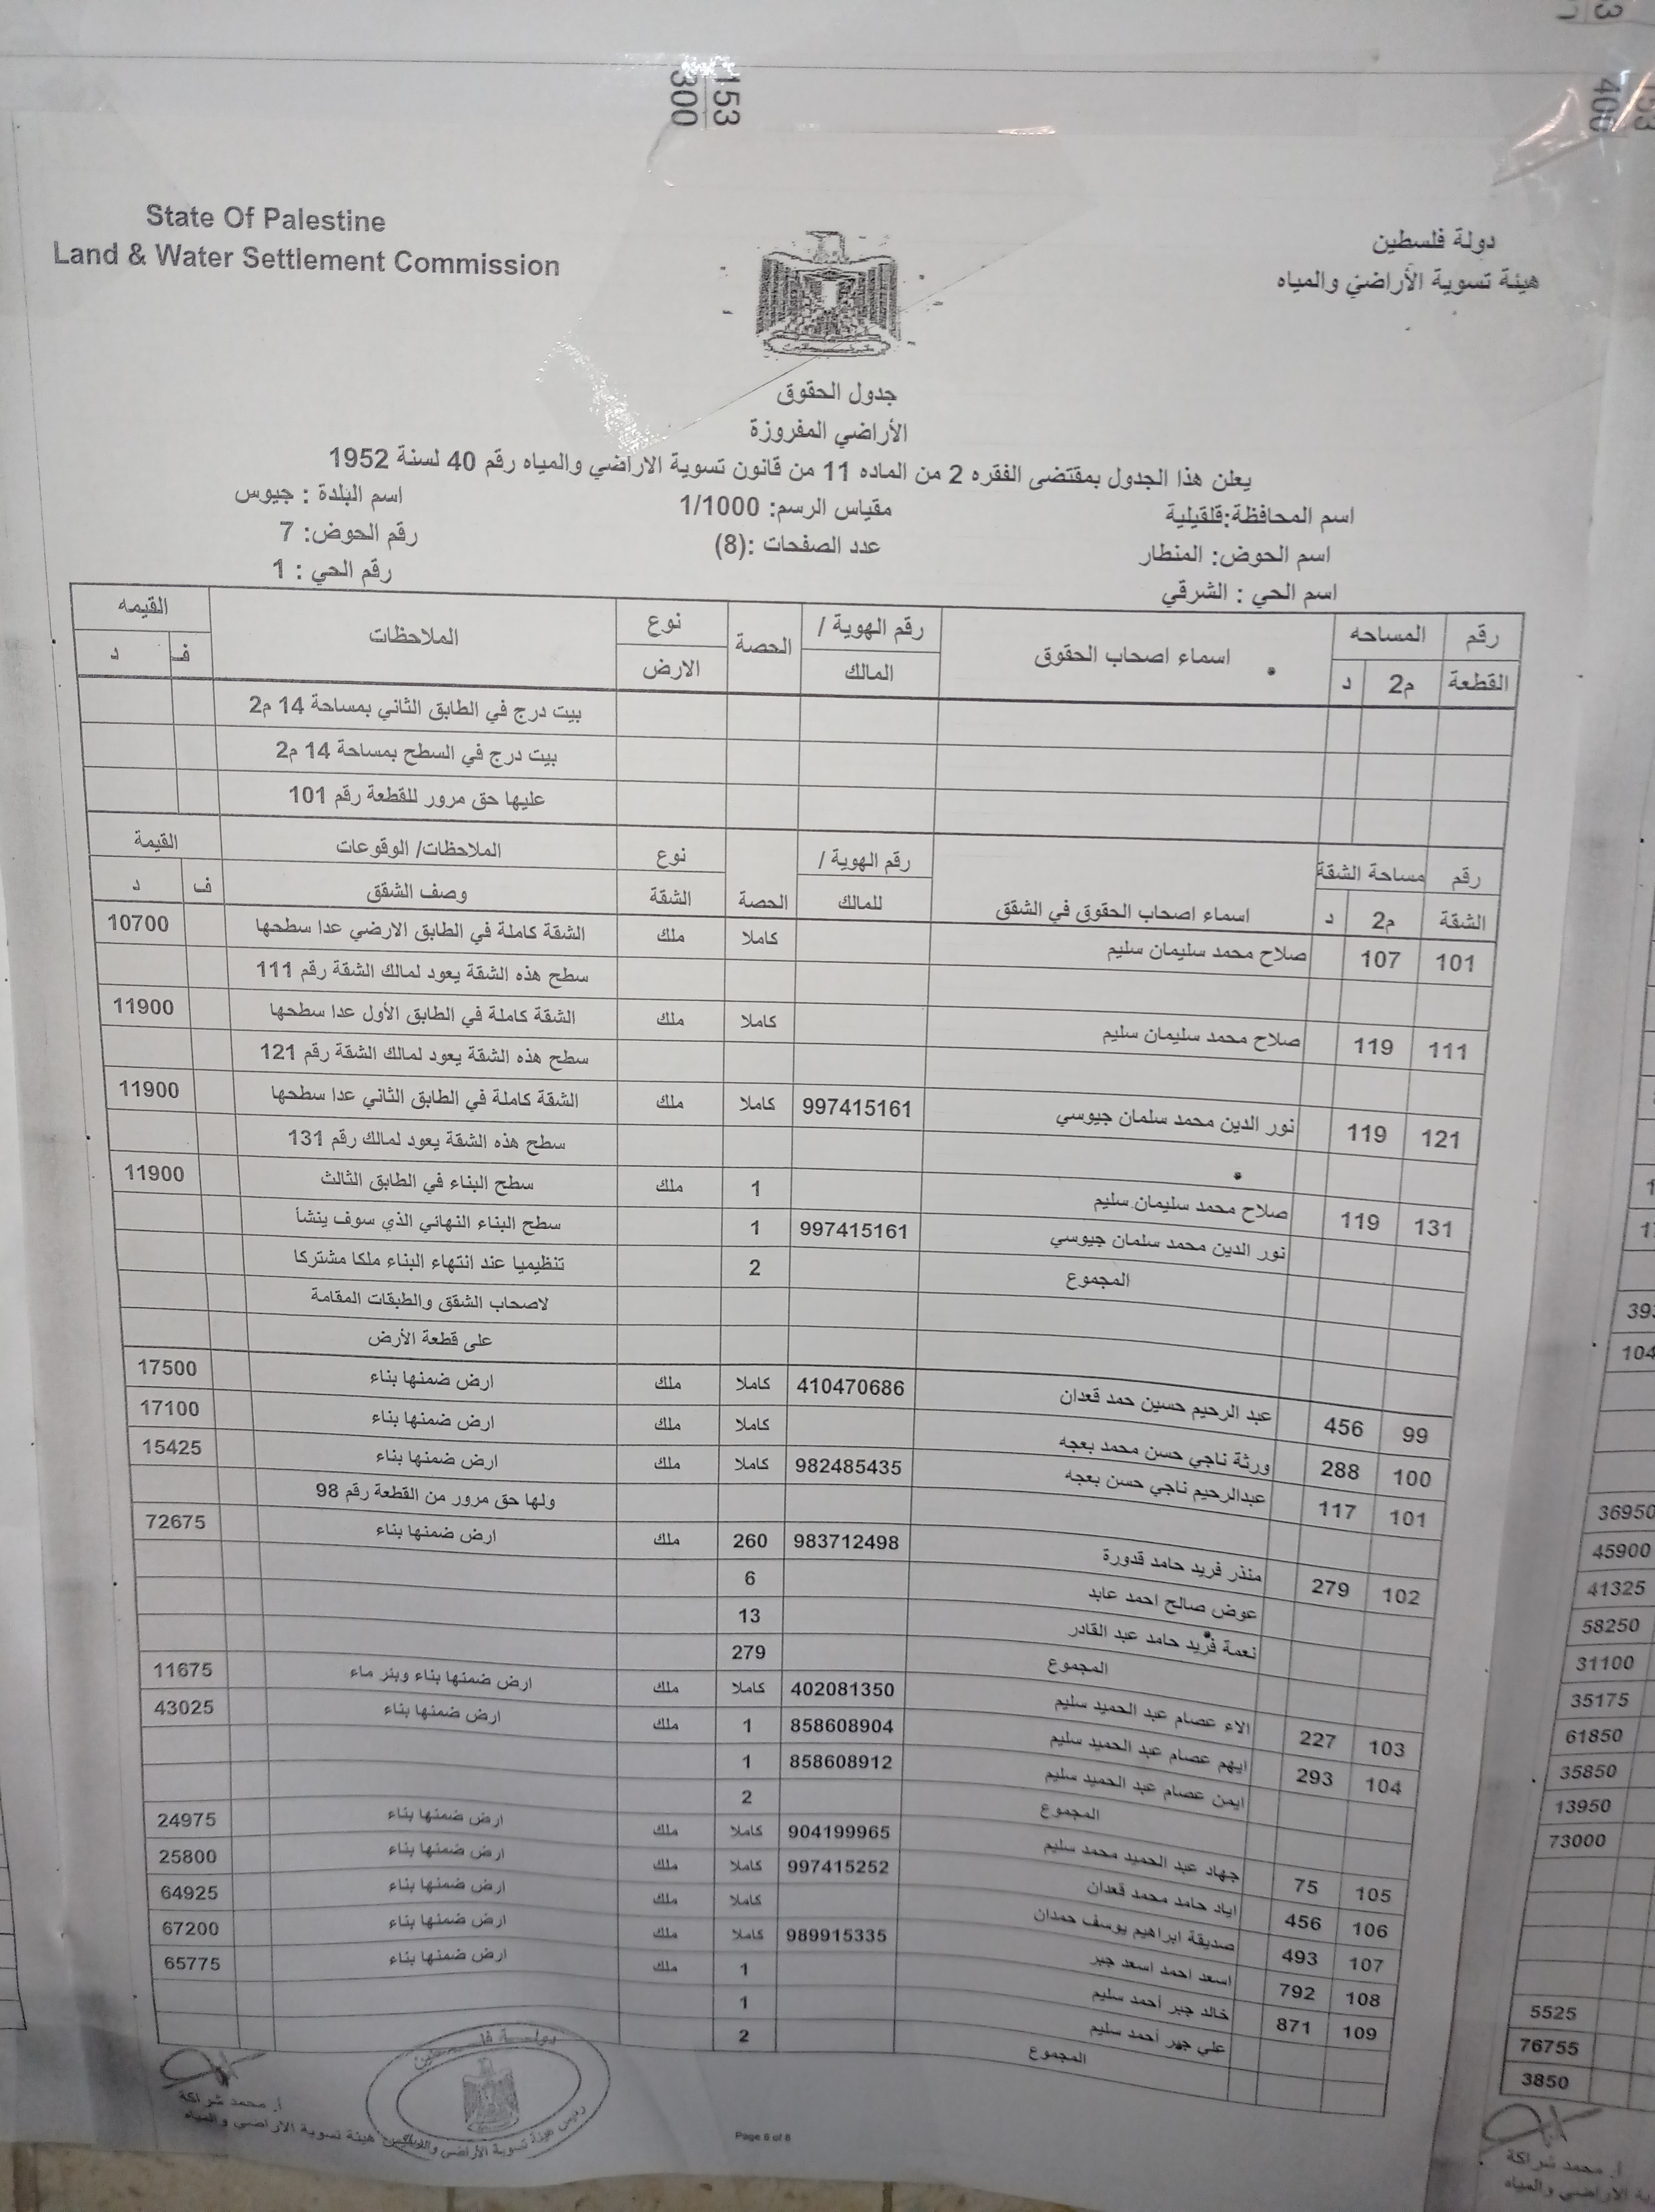 153
300
153
400
State Of Palestine
Land & Water Settlement Commission
دولة فلسطين
هيئة تسوية الأراضي والمياه
جدول الحقوق
الأراضي المفروزة
يعلن هذا الجدول بمقتضى الفقره 2 من الماده 11 من قانون تسوية الاراضي والمياه رقم 40 لسنة 1952
اسم المحافظة:قلقيلية مقياس الرسم: 1/1000 اسم البلدة : جيوس
اسم الحوض: المنطار عدد الصفحات :(8) رقم الحوض: 7
اسم الحي : الشرقي رقم الحي : 1
رقم المساحه اسماء اصحاب الحقوق رقم الهوية / الحصة نوع الملاحظات القيمه
القطعة م2 د المالك الارض ف د
بيت درج في الطابق الثاني بمساحة 14 م2
بيت درج في السطح بمساحة 14 م2
عليها حق مرور للقطعة رقم 101
رقم مساحة الشقة رقم الهوية / نوع الملاحظات/ الوقوعات القيمة
الشقة م2 د اسماء اصحاب الحقوق في الشقق للمالك الحصة الشقة وصف الشقق ف د
101 107 صلاح محمد سليمان سليم كاملا ملك الشقة كاملة في الطابق الارضي عدا سطحها 10700
سطح هذه الشقة يعود لمالك الشقة رقم 111
111 119 صلاح محمد سليمان سليم كاملا ملك الشقة كاملة في الطابق الأول عدا سطحها 11900
سطح هذه الشقة يعود لمالك الشقة رقم 121
121 119 نور الدين محمد سلمان جيوسي 997415161 كاملا ملك الشقة كاملة في الطابق الثاني عدا سطحها 11900
سطح هذه الشقة يعود لمالك رقم 131
131 119 صلاح محمد سليمان سليم 1 ملك سطح البناء في الطابق الثالث 11900
نور الدين محمد سلمان جيوسي 997415161 1 سطح البناء النهائي الذي سوف ينشأ
المجموع 2 تنظيميا عند انتهاء البناء ملكا مشتركا
لاصحاب الشقق والطبقات المقامة
على قطعة الأرض
99 456 عبد الرحيم حسين حمد قعدان 410470686 كاملا ملك ارض ضمنها بناء 17500
100 288 ورثة ناجي حسن محمد بعجه كاملا ملك ارض ضمنها بناء 17100
101 117 عبدالرحيم ناجي حسن بعجه 982485435 كاملا ملك ارض ضمنها بناء 15425
ولها حق مرور من القطعة رقم 98
102 279 منذر فريد حامد قدورة 983712498 260 ملك ارض ضمنها بناء 72675
عوض صالح احمد عابد 6
نعمة فريد حامد عبد القادر 13
المجموع 279
103 227 الاء عصام عبد الحميد سليم 402081350 كاملا ملك ارض ضمنها بناء وبئر ماء 11675
104 293 ايهم عصام عبد الحميد سليم 858608904 1 ملك ارض ضمنها بناء 43025
ايمن عصام عبد الحميد سليم 858608912 1
المجموع 2
105 75 جهاد عبد الحميد محمد سليم 904199965 كاملا ملك ارض ضمنها بناء 24975
106 456 اياد حامد محمد قعدان 997415252 كاملا ملك ارض ضمنها بناء 25800
107 493 صديقة ابراهيم يوسف حمدان كاملا ملك ارض ضمنها بناء 64925
108 792 اسعد احمد اسعد جبر 989915335 كاملا ملك ارض ضمنها بناء 67200
109 871 خالد جبر أحمد سليم 1 ملك ارض ضمنها بناء 65775
علي جبر أحمد سليم 1
المجموع 2
أ. محمد شراكة
رئيس هيئة تسوية الاراضي والمياه
Page 8 of 8
36950
45900
41325
58250
31100
35175
61850
35850
13950
73000
5525
76755
3850
أ. محمد شراكة